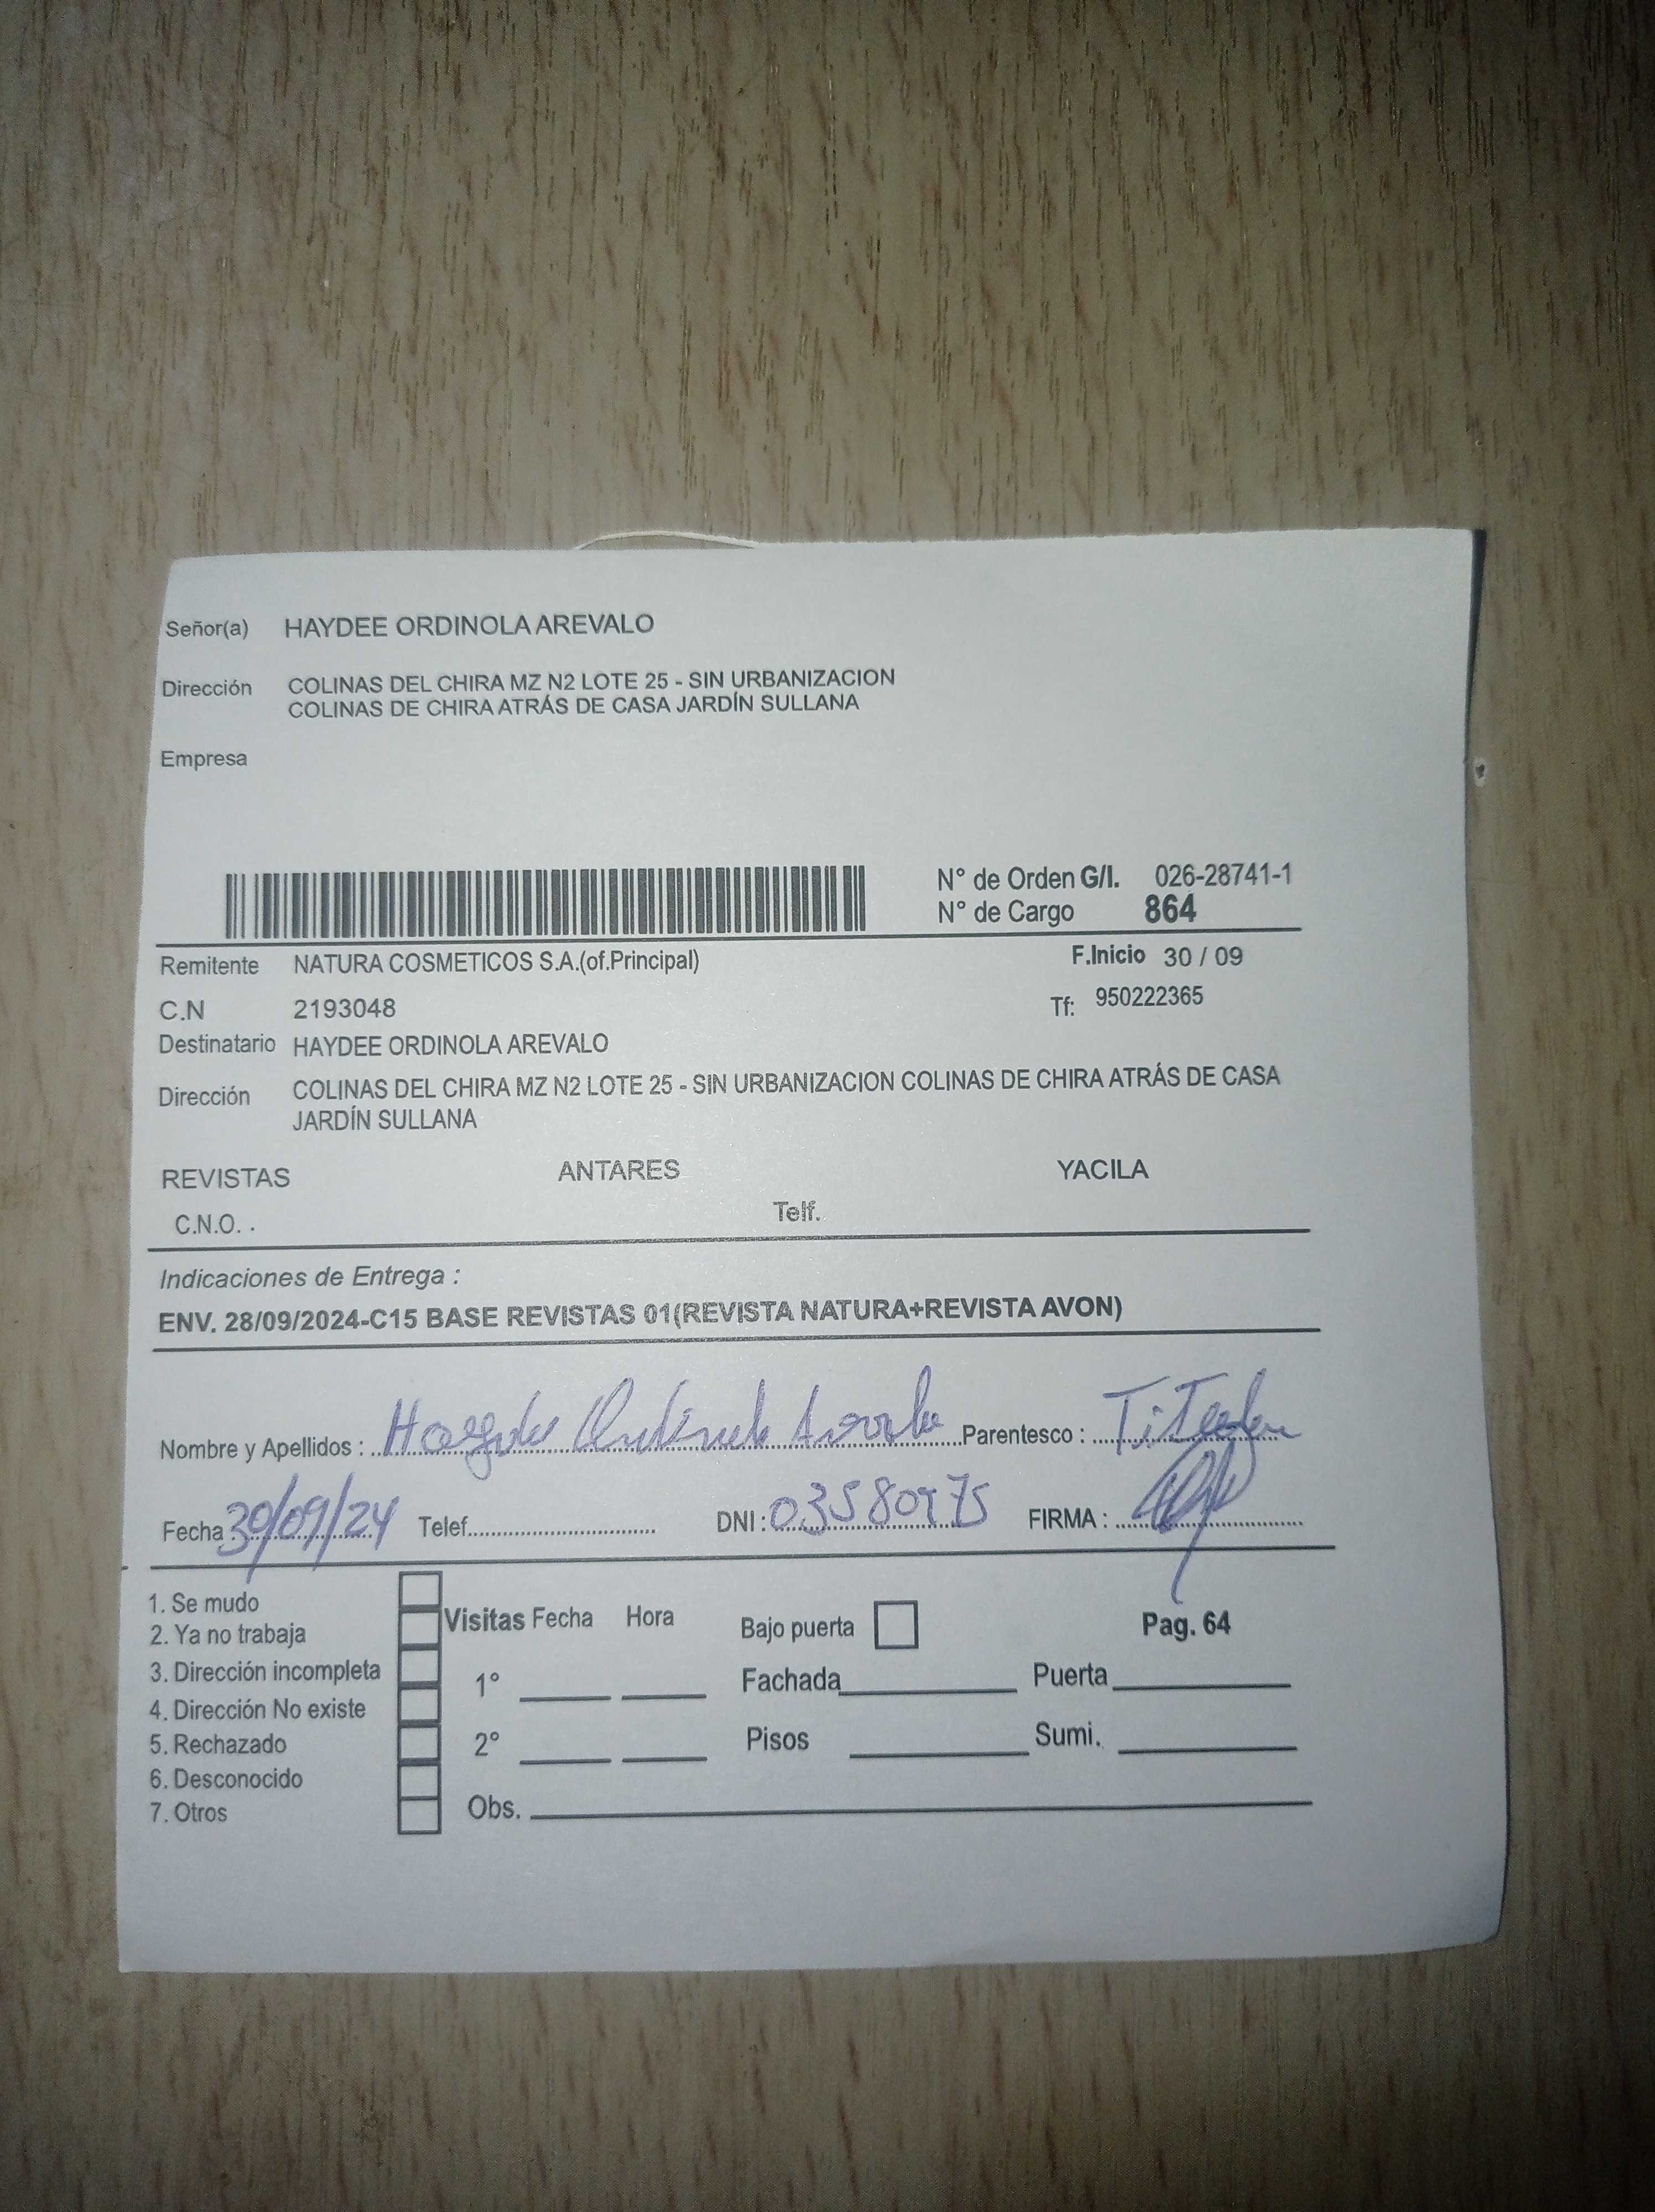 Señor(a) HAYDEE ORDINOLA AREVALO
Dirección COLINAS DEL CHIRA MZ N2 LOTE 25 - SIN URBANIZACION
COLINAS DE CHIRA ATRÁS DE CASA JARDÍN SULLANA
Empresa
N° de Orden G/I. 026-28741-1
N° de Cargo 864
Remitente NATURA COSMETICOS S.A.(of.Principal) F.Inicio 30 / 09
C.N 2193048 Tf: 950222365
Destinatario HAYDEE ORDINOLA AREVALO
Dirección COLINAS DEL CHIRA MZ N2 LOTE 25 - SIN URBANIZACION COLINAS DE CHIRA ATRÁS DE CASA
JARDÍN SULLANA
REVISTAS ANTARES YACILA
C.N.O. . Telf.
Indicaciones de Entrega :
ENV. 28/09/2024-C15 BASE REVISTAS 01(REVISTA NATURA+REVISTA AVON)
Nombre y Apellidos : Haydee Ordinola Arevalo Parentesco : Titular
Fecha 30/09/24 Telef. DNI : FIRMA :
1. Se mudo
2. Ya no trabaja
3. Dirección incompleta
4. Dirección No existe
5. Rechazado
6. Desconocido
7. Otros
Visitas Fecha Hora Bajo puerta Pag. 64
1° Fachada Puerta
2° Pisos Sumi.
Obs.